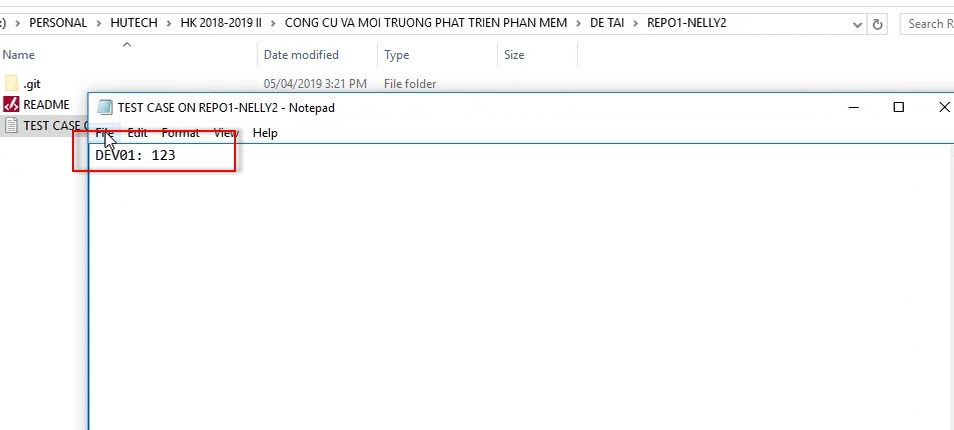 PERSONAL > HUTECH > HK 2018-2019 II > CONG CU VA MOI TRUONG PHAT TRIEN PHAN MEM > DE TAI > REPO1-NELLY2
Search R
Name Date modified Type Size
.git 05/04/2019 3:21 PM File folder
README
TEST CASE
TEST CASE ON REPO1-NELLY2 - Notepad
File Edit Format View Help
DEV01: 123